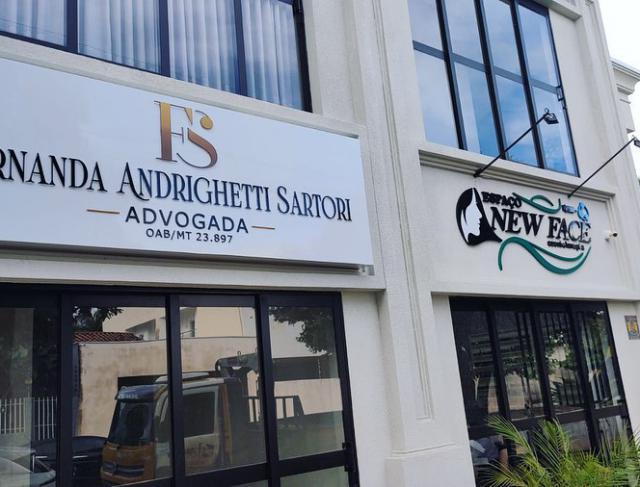 FS
RNANDA ANDRIGHETTI SARTORI
ADVOGADA
OAB/MT 23.897
ESPAÇO
NEW FACE